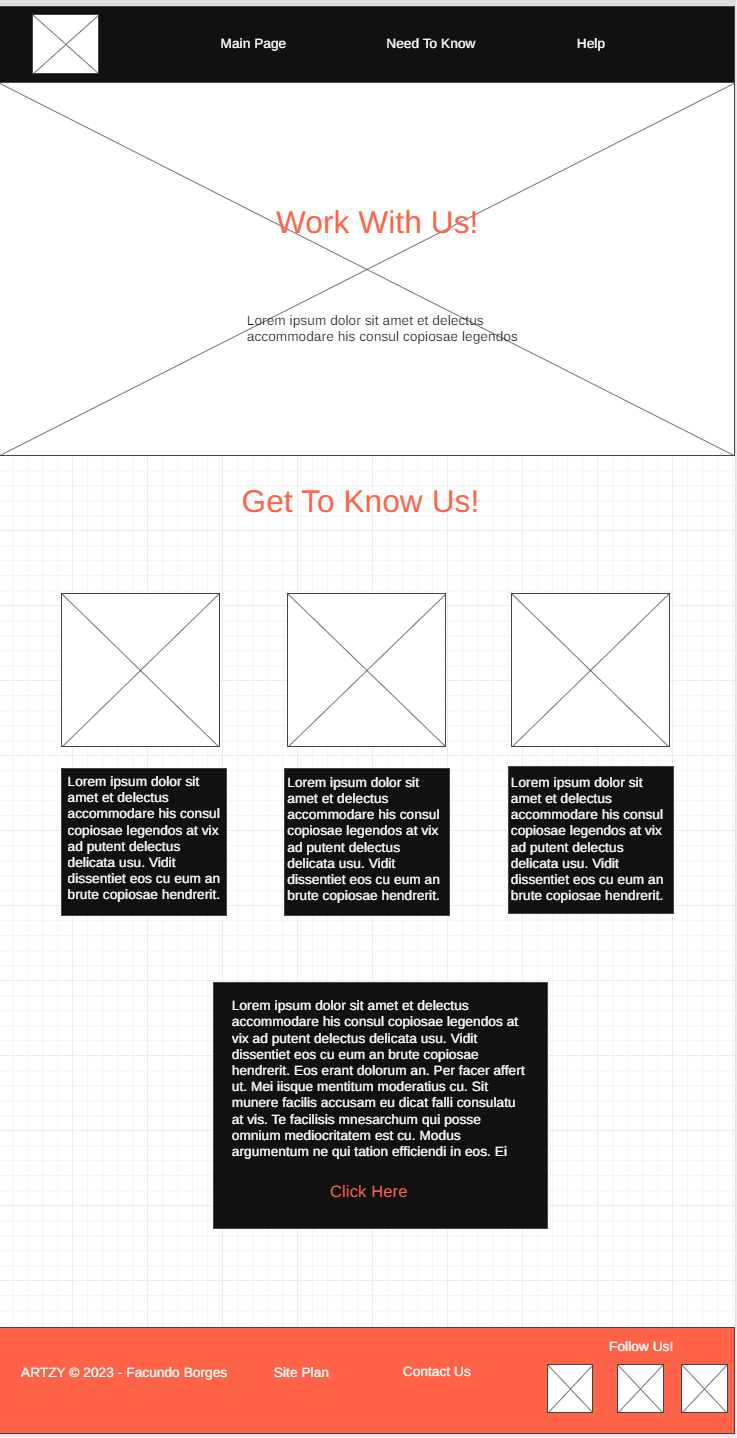 Main Page
Need To Know
Help
Work With Us!
Lorem ipsum dolor sit amet et delectus
accommodare his consul copiosae legendos
Get To Know Us!
Lorem ipsum dolor sit
amet et delectus
accommodare his consul
copiosae legendos at vix
ad putent delectus
delicata usu. Vidit
dissentiet eos cu eum an
brute copiosae hendrerit.
Lorem ipsum dolor sit
amet et delectus
accommodare his consul
copiosae legendos at vix
ad putent delectus
delicata usu. Vidit
dissentiet eos cu eum an
brute copiosae hendrerit.
Lorem ipsum dolor sit
amet et delectus
accommodare his consul
copiosae legendos at vix
ad putent delectus
delicata usu. Vidit
dissentiet eos cu eum an
brute copiosae hendrerit.
Lorem ipsum dolor sit amet et delectus
accommodare his consul copiosae legendos at
vix ad putent delectus delicata usu. Vidit
dissentiet eos cu eum an brute copiosae
hendrerit. Eos erant dolorum an. Per facer affert
ut. Mei iisque mentitum moderatius cu. Sit
munere facilis accusam eu dicat falli consulatu
at vis. Te facilisis mnesarchum qui posse
omnium mediocritatem est cu. Modus
argumentum ne qui tation efficiendi in eos. Ei
Click Here
ARTZY © 2023 - Facundo Borges
Site Plan
Contact Us
Follow Us!